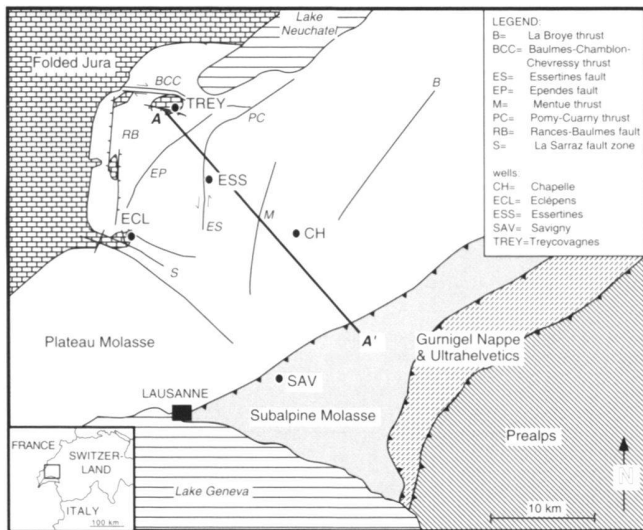 Lake
Neuchatel
Folded Jura
BCC
TREY
A
PC
B
RB
EP
ESS
M
CH
ECL
ES
S
A'
Plateau Molasse
SAV
LAUSANNE
Subalpine Molasse
Gurnigel Nappe
& Ultrahelvetics
Prealps
Lake Geneva
N
10 km
FRANCE
SWITZER-
LAND
ITALY
100 km
LEGEND:
B= La Broye thrust
BCC= Baulmes-Chamblon-
Chevressy thrust
ES= Essertines fault
EP= Ependes fault
M= Mentue thrust
PC= Pomy-Cuarny thrust
RB= Rances-Baulmes fault
S= La Sarraz fault zone
wells:
CH= Chapelle
ECL= Eclépens
ESS= Essertines
SAV= Savigny
TREY=Treycovagnes